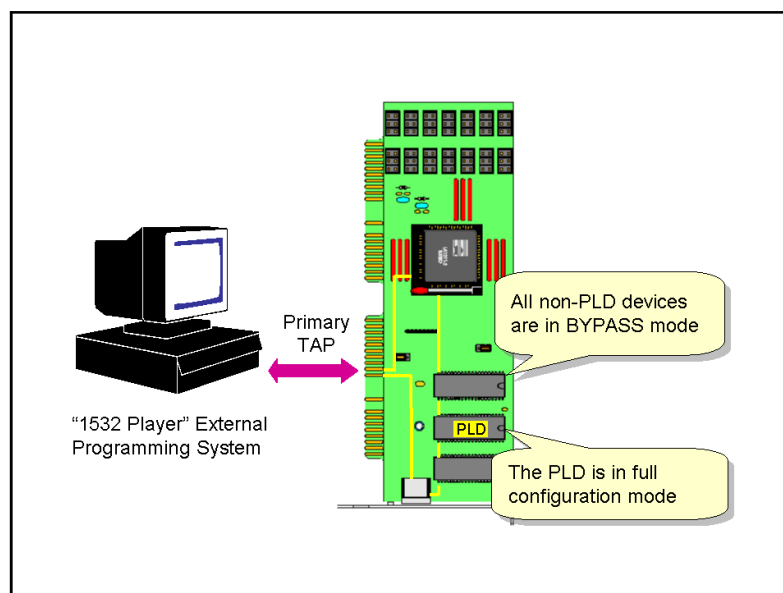 All non-PLD devices
are in BYPASS mode
Primary
TAP
"1532 Player" External
Programming System
PLD
The PLD is in full
configuration mode